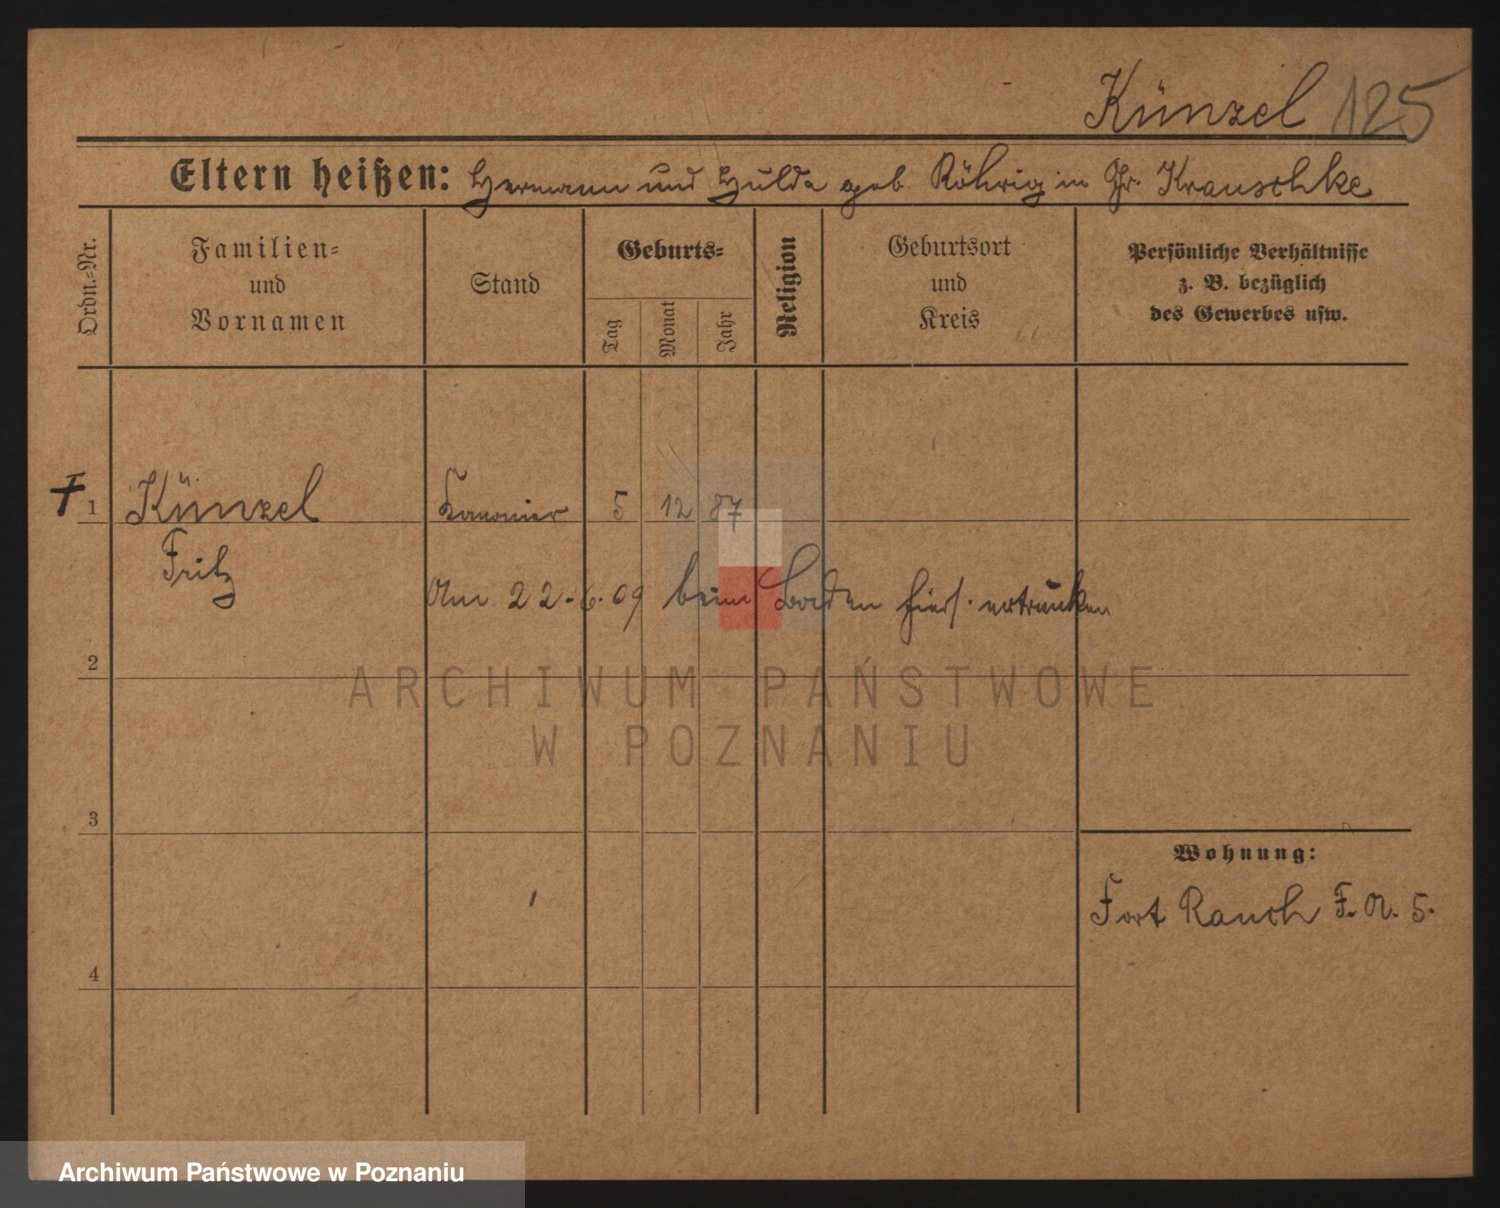 Künzel 125
Eltern heißen: Hermann und Hulda geb. Röhrig in Gr. Krauschke
Ordn.-Nr.
Familien-
und
Vornamen
Stand
Geburts-
Tag
Monat
Jahr
Religion
Geburtsort
und
Kreis
Persönliche Verhältnisse
z. B. bezüglich
des Gewerbes usw.
† 1 Künzel Kanonier 5 12 87
Fritz
Am 22.6.09 beim Baden hies. ertrunken
2
ARCHIWUM PAŃSTWOWE
W POZNANIU
3
Wohnung:
Fort Rauch F. A. 5.
4
Archiwum Państwowe w Poznaniu